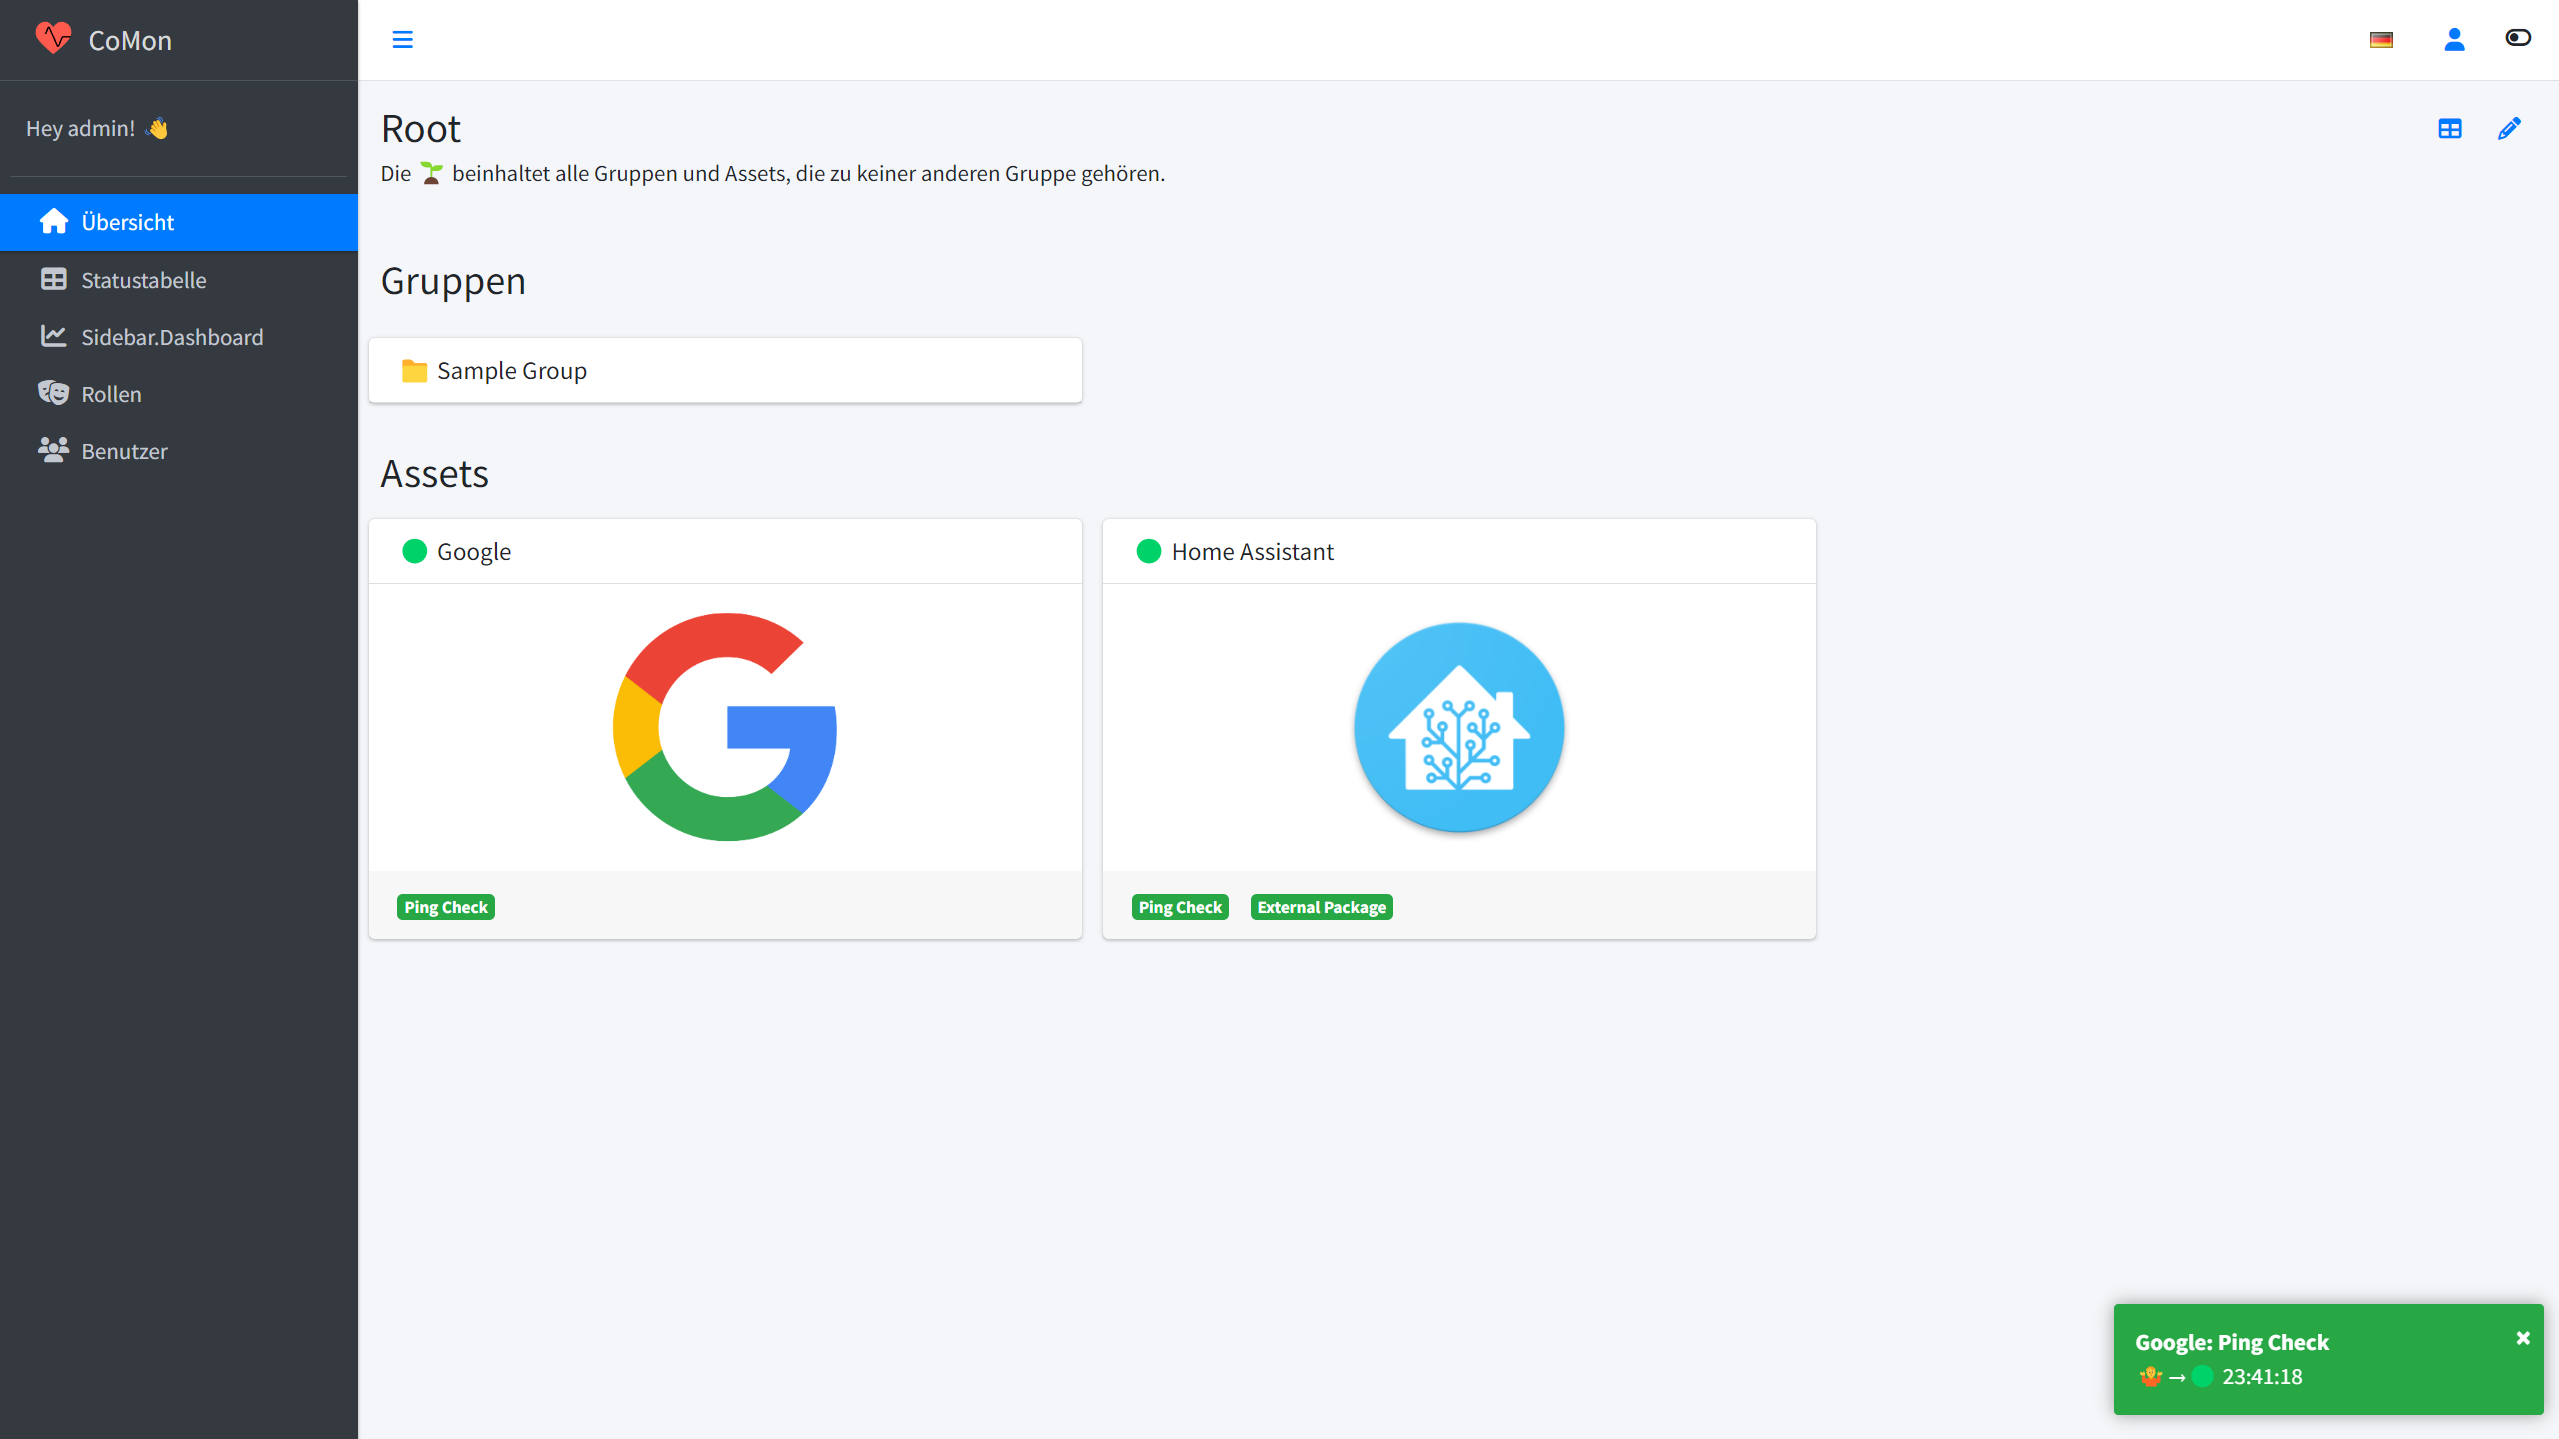 CoMon
Hey admin! 👋
Übersicht
Statustabelle
Sidebar.Dashboard
Rollen
Benutzer
Root
Die 🌱 beinhaltet alle Gruppen und Assets, die zu keiner anderen Gruppe gehören.
Gruppen
Sample Group
Assets
Google
Ping Check
Home Assistant
Ping Check External Package
Google: Ping Check
🤷 → 🟢 23:41:18